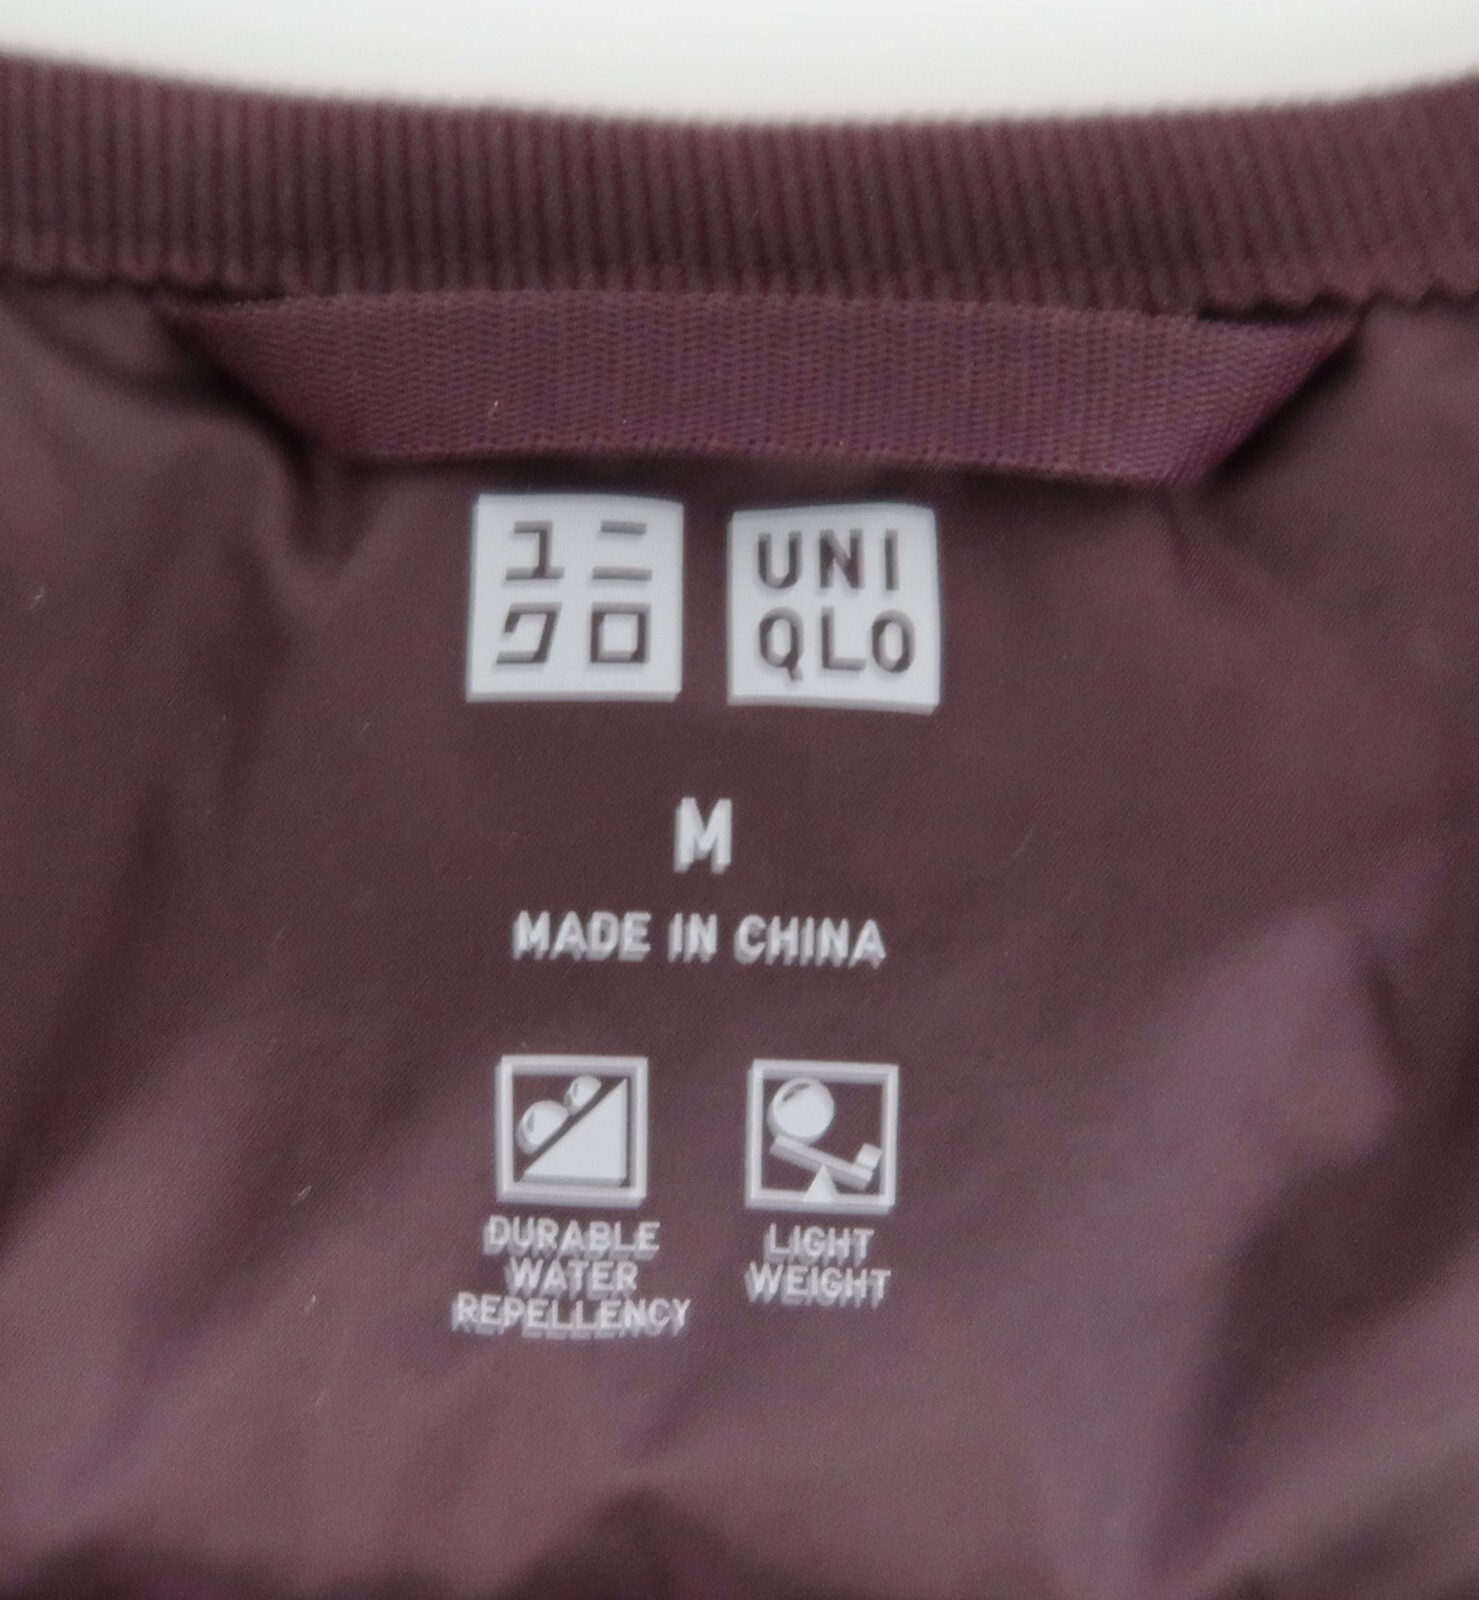 ユニ
クロ
UNI
QLO
M
MADE IN CHINA
DURABLE
WATER
REPELLENCY
LIGHT
WEIGHT